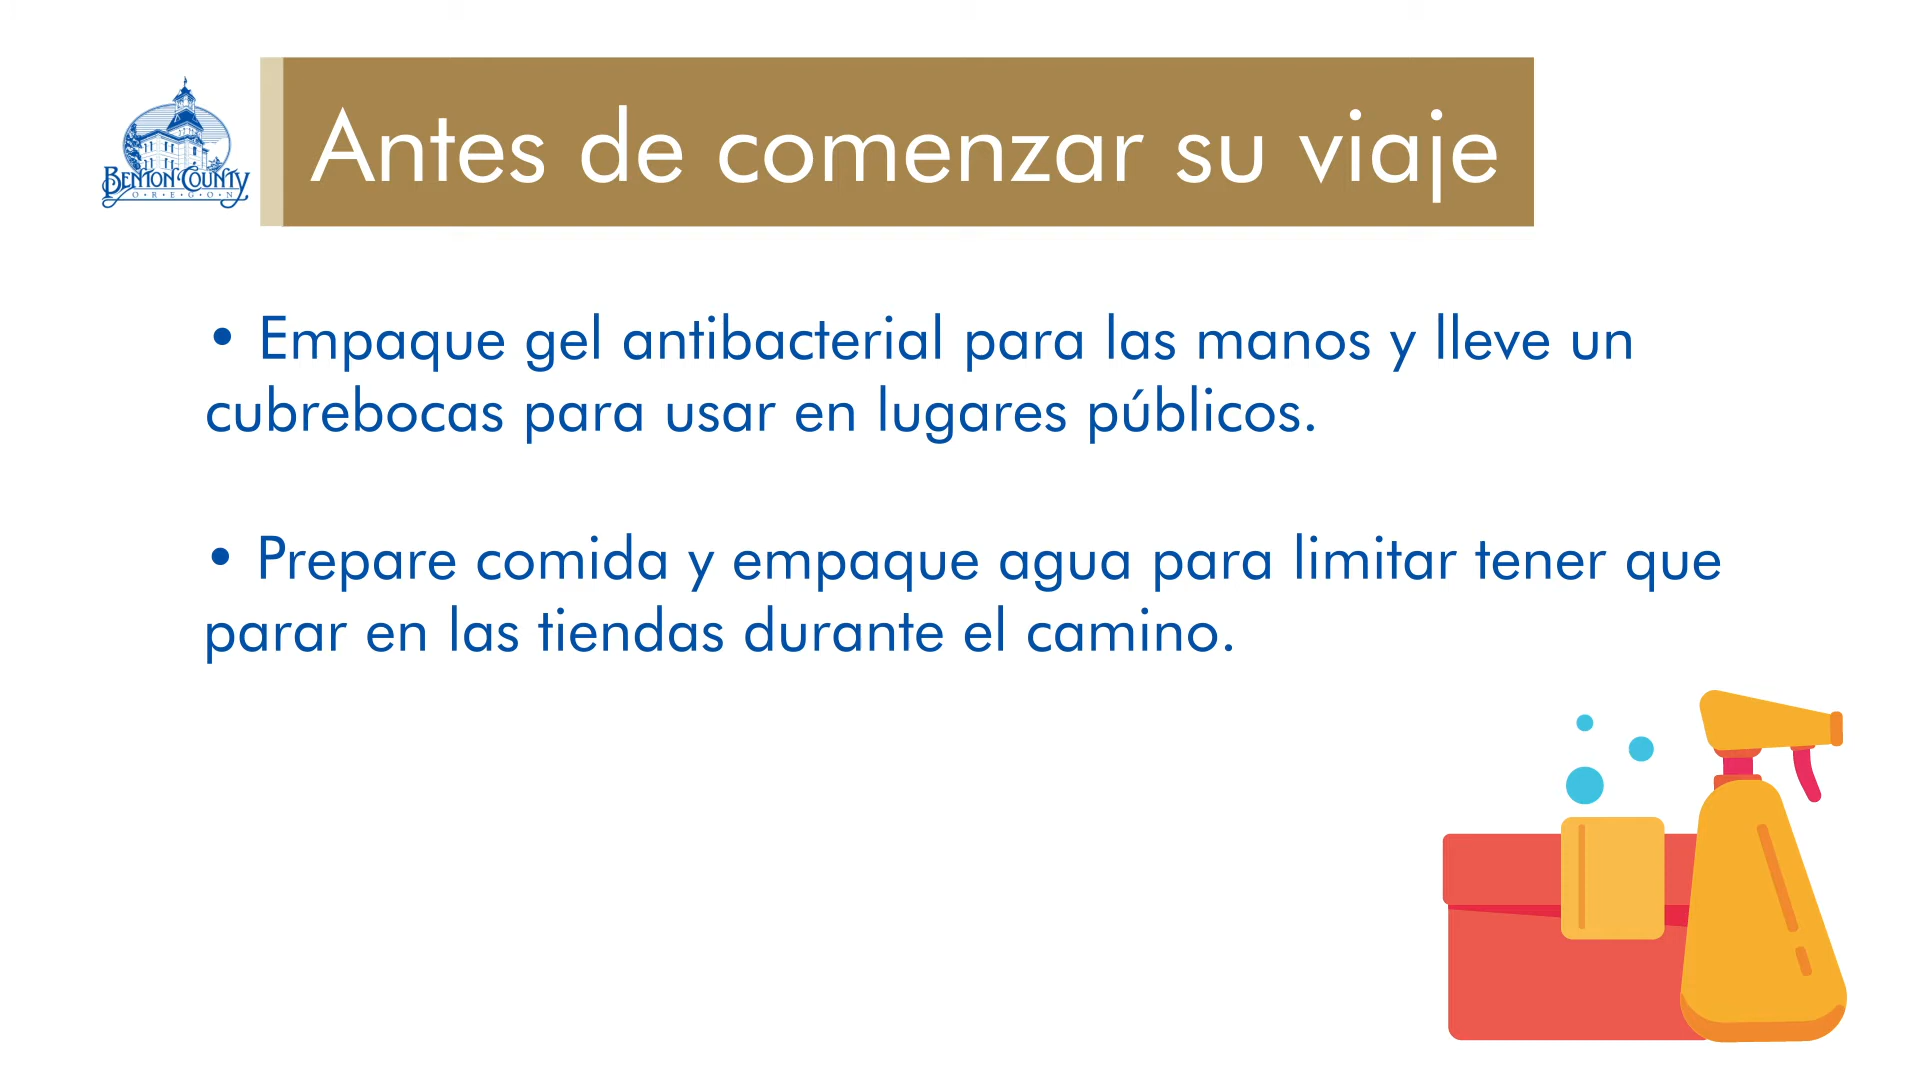 BENTON COUNTY
O·R·E·G·O·N
Antes de comenzar su viaje
• Empaque gel antibacterial para las manos y lleve un
cubrebocas para usar en lugares públicos.
• Prepare comida y empaque agua para limitar tener que
parar en las tiendas durante el camino.